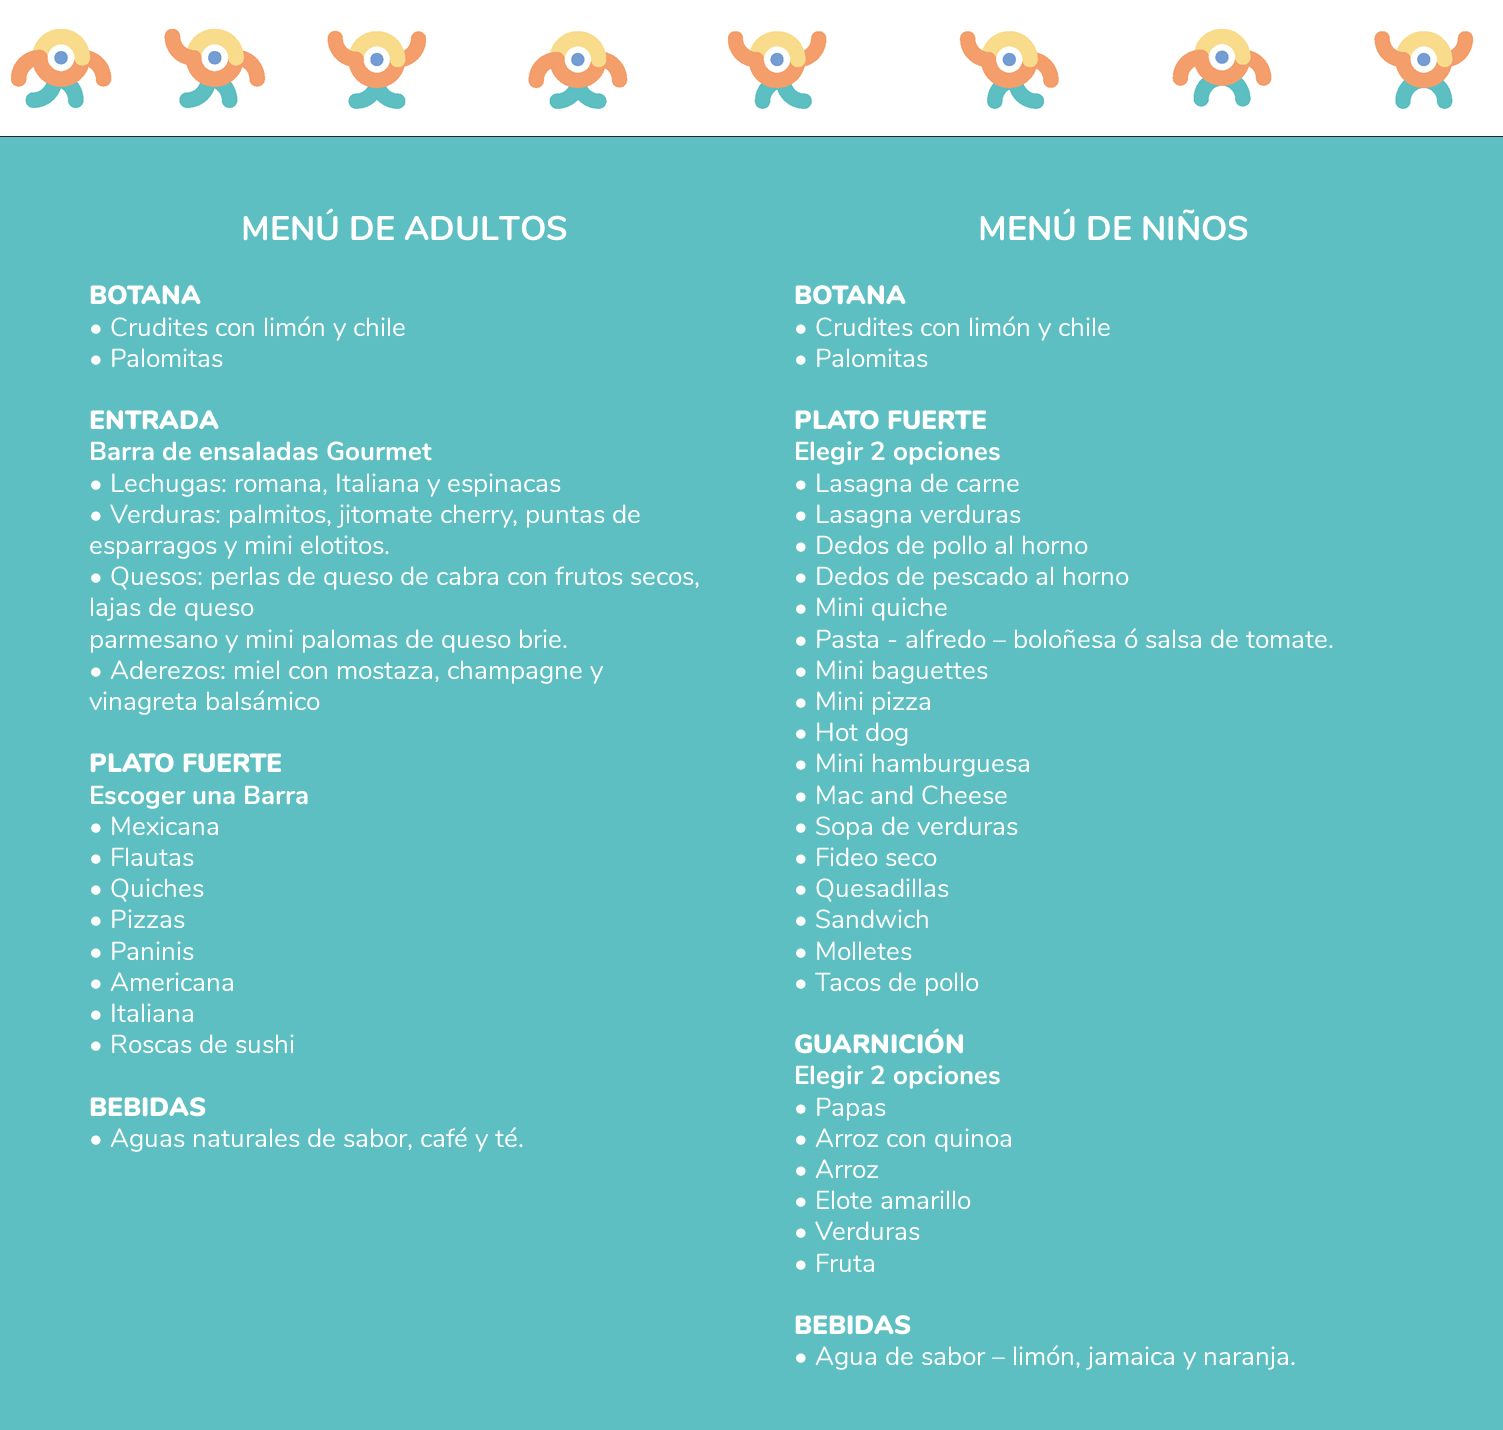 MENÚ DE ADULTOS
BOTANA
• Crudites con limón y chile
• Palomitas
ENTRADA
Barra de ensaladas Gourmet
• Lechugas: romana, Italiana y espinacas
• Verduras: palmitos, jitomate cherry, puntas de
esparragos y mini elotitos.
• Quesos: perlas de queso de cabra con frutos secos,
lajas de queso
parmesano y mini palomas de queso brie.
• Aderezos: miel con mostaza, champagne y
vinagreta balsámico
PLATO FUERTE
Escoger una Barra
• Mexicana
• Flautas
• Quiches
• Pizzas
• Paninis
• Americana
• Italiana
• Roscas de sushi
BEBIDAS
• Aguas naturales de sabor, café y té.
MENÚ DE NIÑOS
BOTANA
• Crudites con limón y chile
• Palomitas
PLATO FUERTE
Elegir 2 opciones
• Lasagna de carne
• Lasagna verduras
• Dedos de pollo al horno
• Dedos de pescado al horno
• Mini quiche
• Pasta - alfredo – boloñesa ó salsa de tomate.
• Mini baguettes
• Mini pizza
• Hot dog
• Mini hamburguesa
• Mac and Cheese
• Sopa de verduras
• Fideo seco
• Quesadillas
• Sandwich
• Molletes
• Tacos de pollo
GUARNICIÓN
Elegir 2 opciones
• Papas
• Arroz con quinoa
• Arroz
• Elote amarillo
• Verduras
• Fruta
BEBIDAS
• Agua de sabor – limón, jamaica y naranja.